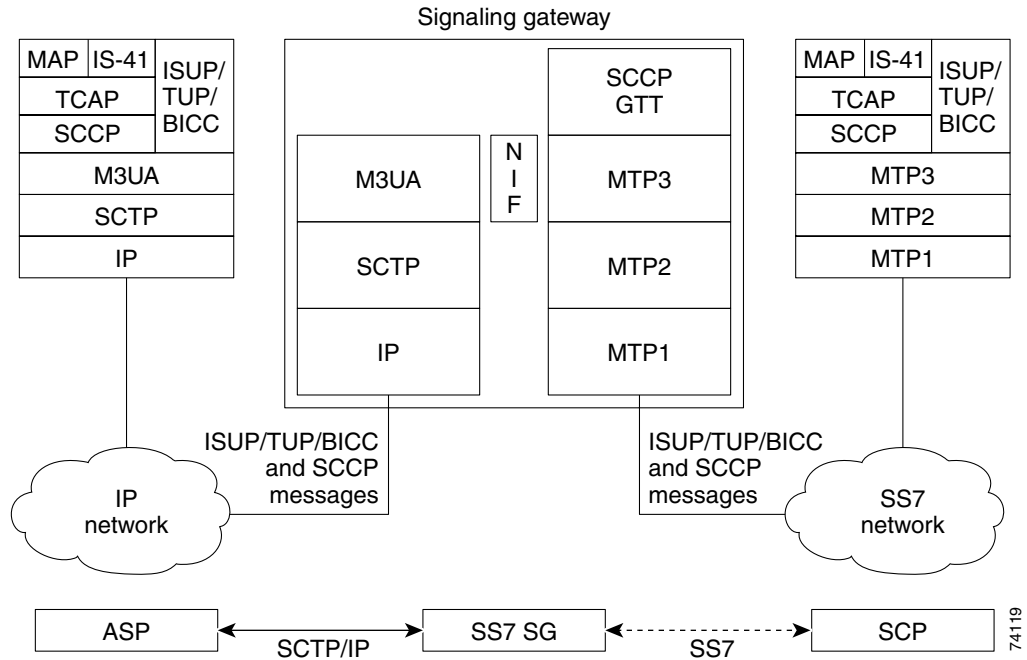 Signaling gateway
MAP IS-41 ISUP/
TUP/
BICC
TCAP
SCCP
M3UA
SCTP
IP
SCCP
GTT
M3UA
SCTP
IP
N
I
F
MTP3
MTP2
MTP1
MAP IS-41 ISUP/
TUP/
BICC
TCAP
SCCP
MTP3
MTP2
MTP1
ISUP/TUP/BICC
and SCCP
messages
ISUP/TUP/BICC
and SCCP
messages
IP
network
SS7
network
ASP
SCTP/IP
SS7 SG
SS7
SCP
74119